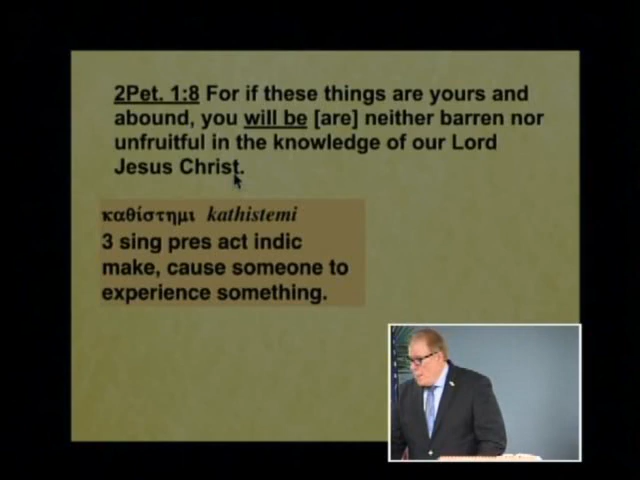 2Pet. 1:8 For if these things are yours and
abound, you will be [are] neither barren nor
unfruitful in the knowledge of our Lord
Jesus Christ.
καθίστημι kathistemi
3 sing pres act indic
make, cause someone to
experience something.